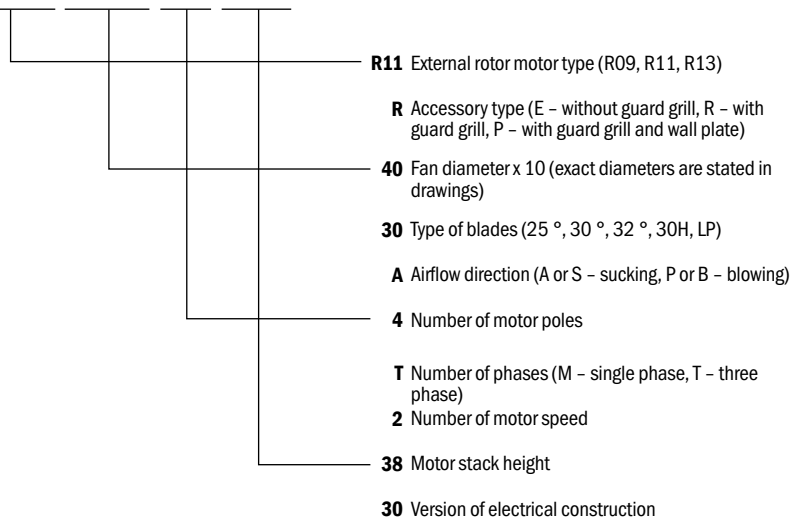 R11 External rotor motor type (R09, R11, R13)
R Accessory type (E – without guard grill, R – with
guard grill, P – with guard grill and wall plate)
40 Fan diameter x 10 (exact diameters are stated in
drawings)
30 Type of blades (25 °, 30 °, 32 °, 30H, LP)
A Airflow direction (A or S – sucking, P or B – blowing)
4 Number of motor poles
T Number of phases (M – single phase, T – three
phase)
2 Number of motor speed
38 Motor stack height
30 Version of electrical construction